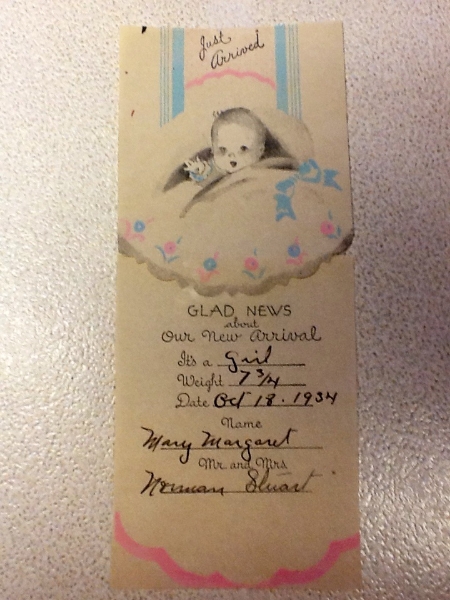 Just
Arrived
GLAD NEWS
about
Our New Arrival
It's a Girl
Weight 7 3/4
Date Oct 18. 1934
Name
Mary Margaret
Mr. and Mrs
Norman Stuart